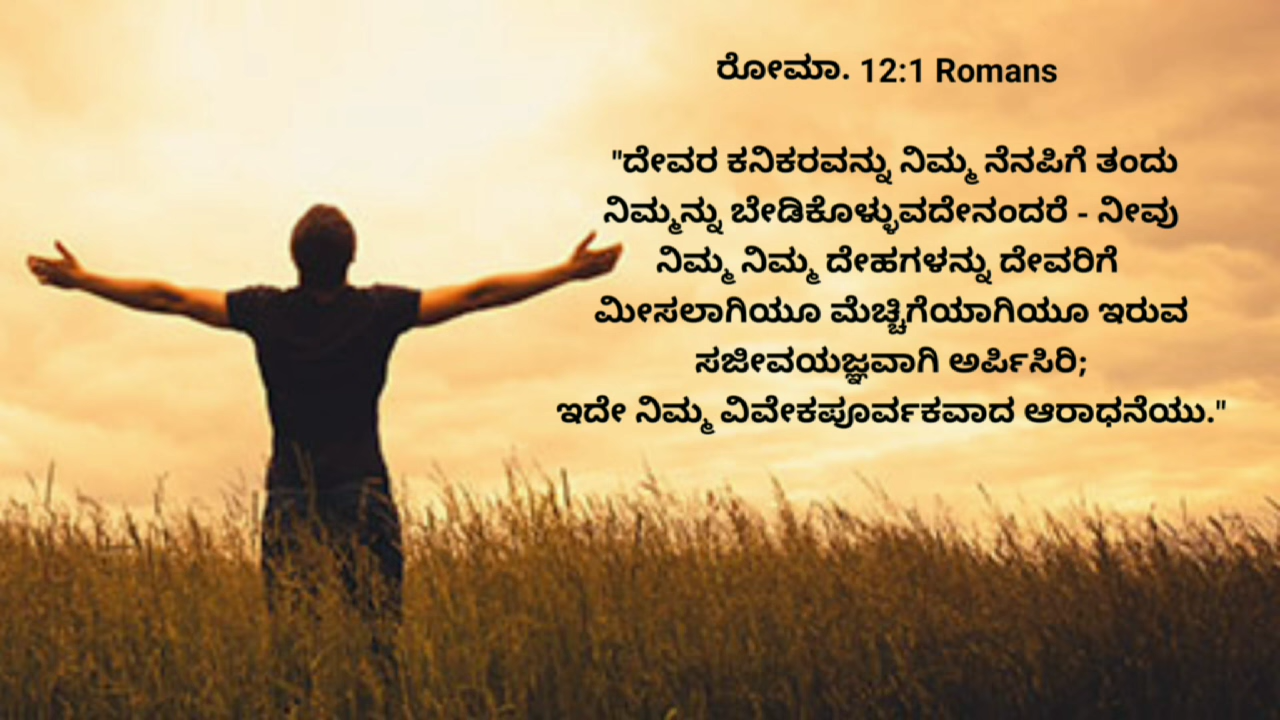 ರೋಮಾ. 12:1 Romans
"ದೇವರ ಕನಿಕರವನ್ನು ನಿಮ್ಮ ನೆನಪಿಗೆ ತಂದು
ನಿಮ್ಮನ್ನು ಬೇಡಿಕೊಳ್ಳುವದೇನಂದರೆ - ನೀವು
ನಿಮ್ಮ ನಿಮ್ಮ ದೇಹಗಳನ್ನು ದೇವರಿಗೆ
ಮೀಸಲಾಗಿಯೂ ಮೆಚ್ಚಿಗೆಯಾಗಿಯೂ ಇರುವ
ಸಜೀವಯಜ್ಞವಾಗಿ ಅರ್ಪಿಸಿರಿ;
ಇದೇ ನಿಮ್ಮ ವಿವೇಕಪೂರ್ವಕವಾದ ಆರಾಧನೆಯು."